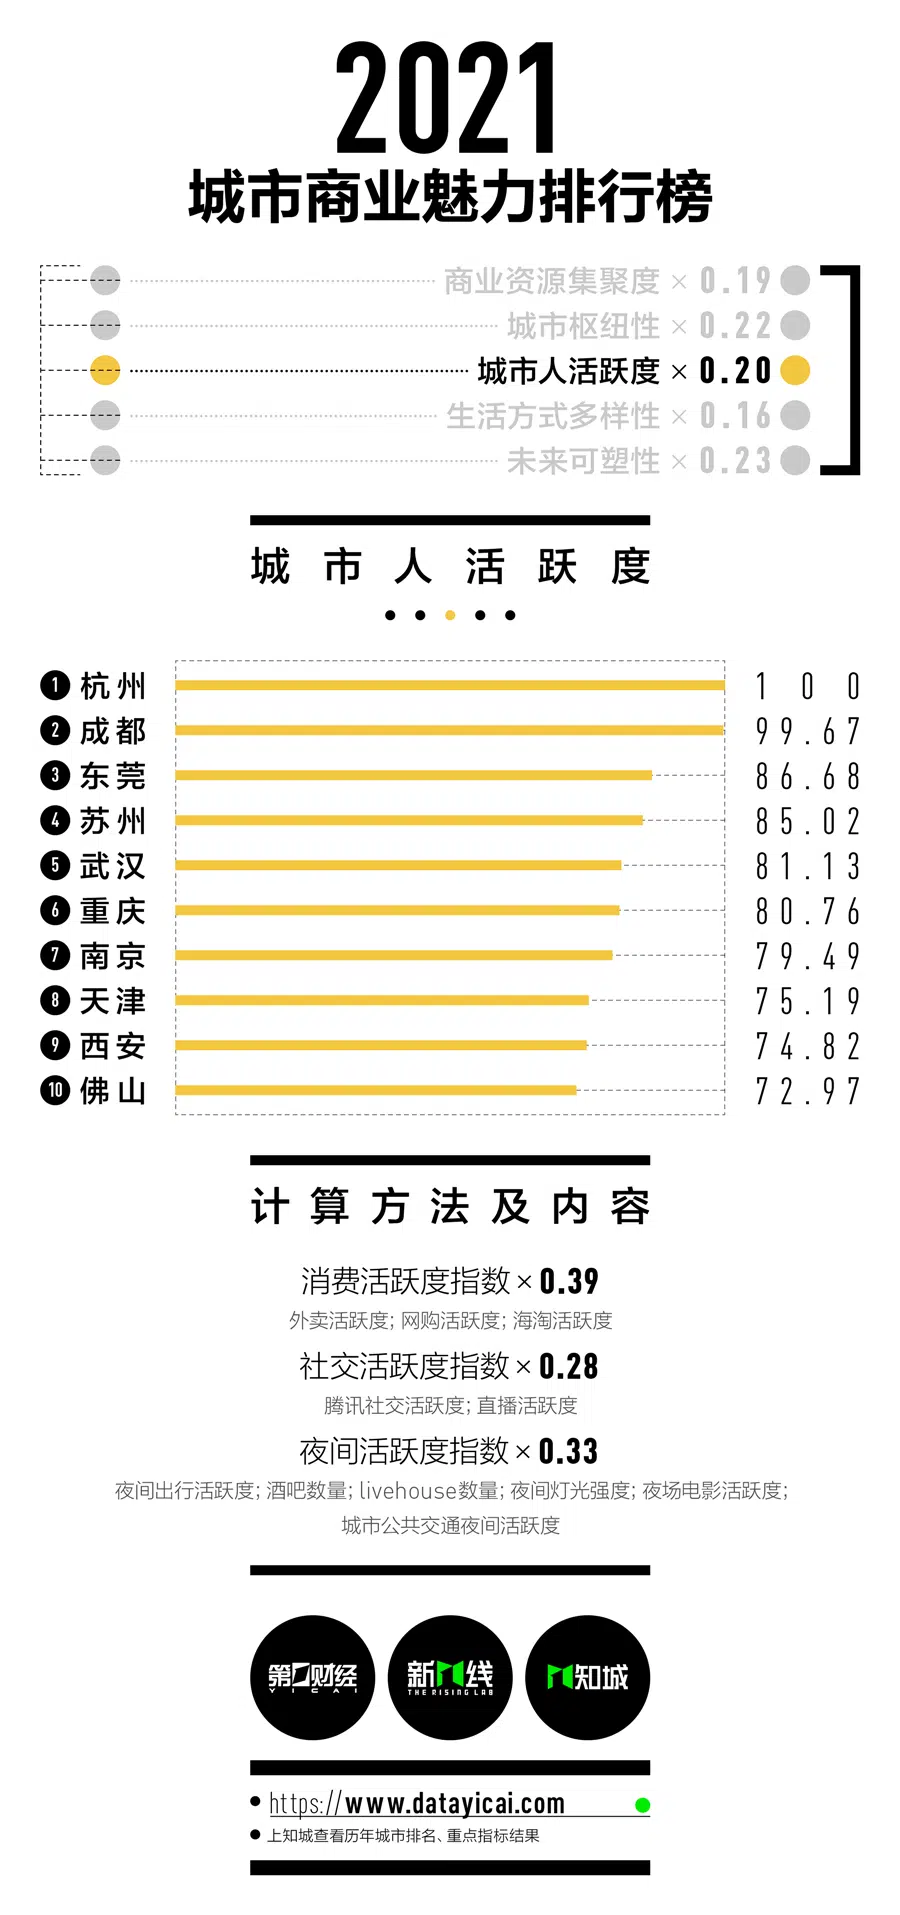 2021
城市商业魅力排行榜
商业资源集聚度 × 0.19
城市枢纽性 × 0.22
城市人活跃度 × 0.20
生活方式多样性 × 0.16
未来可塑性 × 0.23
城市人活跃度
1 杭州 100
2 成都 99.67
3 东莞 86.68
4 苏州 85.02
5 武汉 81.13
6 重庆 80.76
7 南京 79.49
8 天津 75.19
9 西安 74.82
10 佛山 72.97
计算方法及内容
消费活跃度指数 × 0.39
外卖活跃度; 网购活跃度; 海淘活跃度
社交活跃度指数 × 0.28
腾讯社交活跃度; 直播活跃度
夜间活跃度指数 × 0.33
夜间出行活跃度; 酒吧数量; livehouse数量; 夜间灯光强度; 夜场电影活跃度;
城市公共交通夜间活跃度
第一财经 新一线 知城
YICAI THE RISING LAB
https://www.datayicai.com
上知城查看历年城市排名、重点指标结果